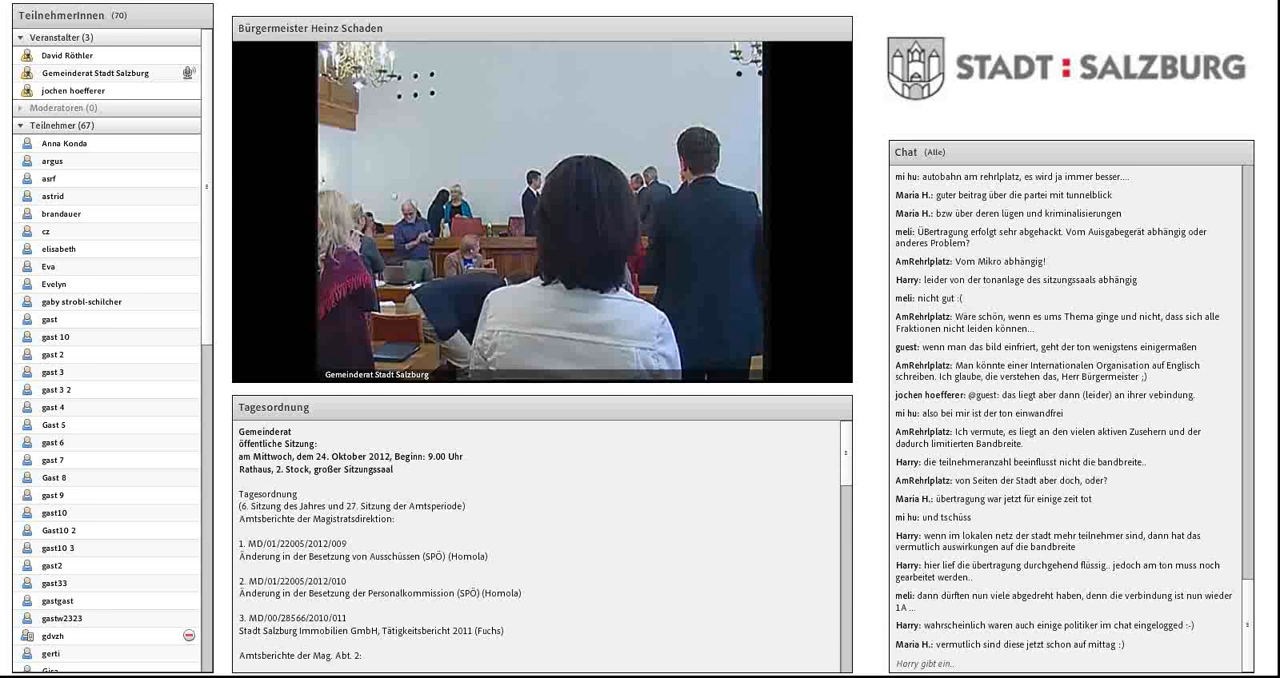 TeilnehmerInnen (70)
Veranstalter (3)
David Röthler
Gemeinderat Stadt Salzburg
jochen hoefferer
Moderatoren (0)
Teilnehmer (67)
Anna Konda
argus
asrf
astrid
brandauer
cz
elisabeth
Eva
Evelyn
gaby strobl-schilcher
gast
gast 10
gast 2
gast 3
gast 3 2
gast 4
Gast 5
gast 6
gast 7
Gast 8
gast 9
gast10
Gast10 2
gast10 3
gast2
gast33
gastgast
gastw2323
gdvzh
gerti
Bürgermeister Heinz Schaden
Gemeinderat Stadt Salzburg
Tagesordnung
Gemeinderat
öffentliche Sitzung:
am Mittwoch, dem 24. Oktober 2012, Beginn: 9.00 Uhr
Rathaus, 2. Stock, großer Sitzungssaal
Tagesordnung
(6. Sitzung des Jahres und 27. Sitzung der Amtsperiode)
Amtsberichte der Magistratsdirektion:
1. MD/01/22005/2012/009
Änderung in der Besetzung von Ausschüssen (SPÖ) (Homola)
2. MD/01/22005/2012/010
Änderung in der Besetzung der Personalkommission (SPÖ) (Homola)
3. MD/00/28566/2010/011
Stadt Salzburg Immobilien GmbH, Tätigkeitsbericht 2011 (Fuchs)
Amtsberichte der Mag. Abt. 2:
STADT : SALZBURG
Chat (Alle)
mi hu: autobahn am rehrlplatz, es wird ja immer besser....
Maria H.: guter beitrag über die partei mit tunnelblick
Maria H.: bzw über deren lügen und kriminalisierungen
meli: ÜBertragung erfolgt sehr abgehackt. Vom Auisgabegerät abhängig oder
anderes Problem?
AmRehrlplatz: Vom Mikro abhängig!
Harry: leider von der tonanlage des sitzungssaals abhängig
meli: nicht gut :(
AmRehrlplatz: Wäre schön, wenn es ums Thema ginge und nicht, dass sich alle
Fraktionen nicht leiden können...
guest: wenn man das bild einfriert, geht der ton wenigstens einigermaßen
AmRehrlplatz: Man könnte einer Internationalen Organisation auf Englisch
schreiben. Ich glaube, die verstehen das, Herr Bürgermeister ;)
jochen hoefferer: @guest: das liegt aber dann (leider) an ihrer vebindung.
mi hu: also bei mir ist der ton einwandfrei
AmRehrlplatz: Ich vermute, es liegt an den vielen aktiven Zusehern und der
dadurch limitierten Bandbreite.
Harry: die teilnehmeranzahl beeinflusst nicht die bandbreite..
AmRehrlplatz: von Seiten der Stadt aber doch, oder?
Maria H.: übertragung war jetzt für einige zeit tot
mi hu: und tschüss
Harry: wenn im lokalen netz der stadt mehr teilnehmer sind, dann hat das
vermutlich auswirkungen auf die bandbreite
Harry: hier lief die übertragung durchgehend flüssig.. jedoch am ton muss noch
gearbeitet werden..
meli: dann dürften nun viele abgedreht haben, denn die verbindung ist nun wieder
1A ...
Harry: wahrscheinlich waren auch einige politiker im chat eingelogged :-)
Maria H.: vermutlich sind diese jetzt schon auf mittag :)
Harry gibt ein..